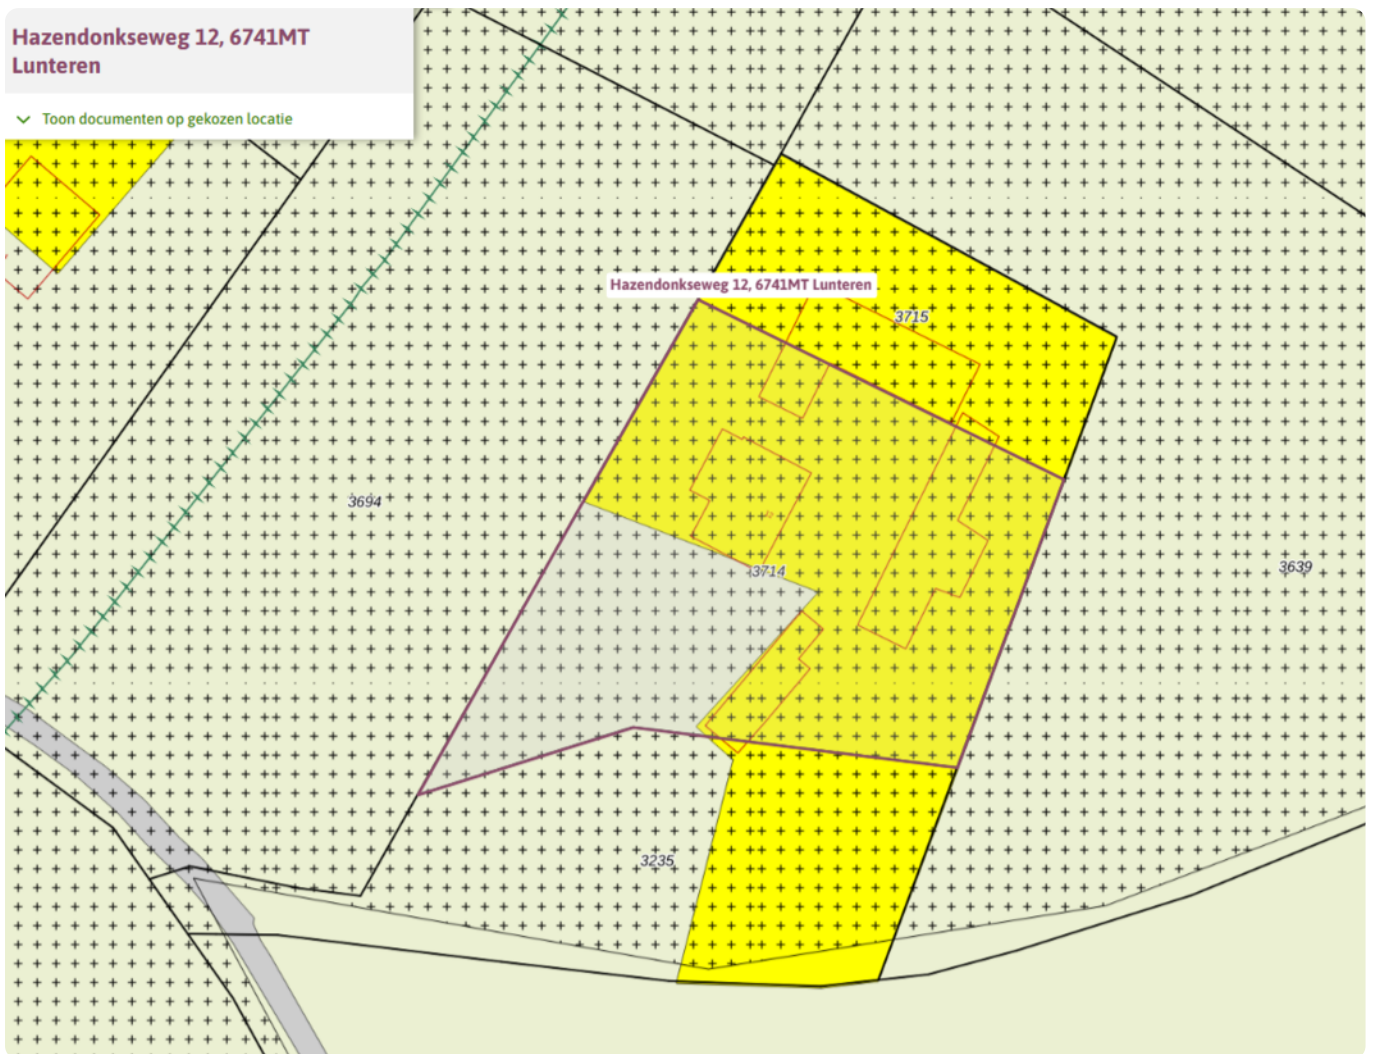 Hazendonkseweg 12, 6741MT
Lunteren
Toon documenten op gekozen locatie
Hazendonkseweg 12, 6741MT Lunteren
3715
3694
3639
3714
3235